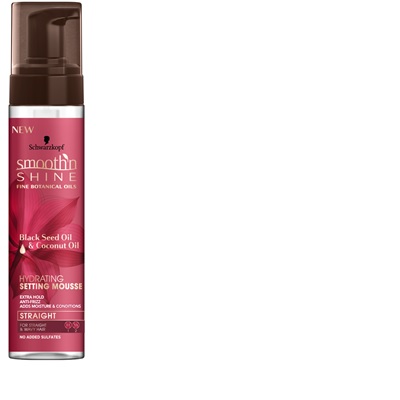 NEW
Schwarzkopf
smooth'n
SHINE
FINE BOTANICAL OILS
Black Seed Oil
& Coconut Oil
HYDRATING
SETTING MOUSSE
EXTRA HOLD
ANTI-FRIZZ
ADDS MOISTURE & CONDITIONS
STRAIGHT
FOR STRAIGHT
& WAVY HAIR
NO ADDED SULFATES